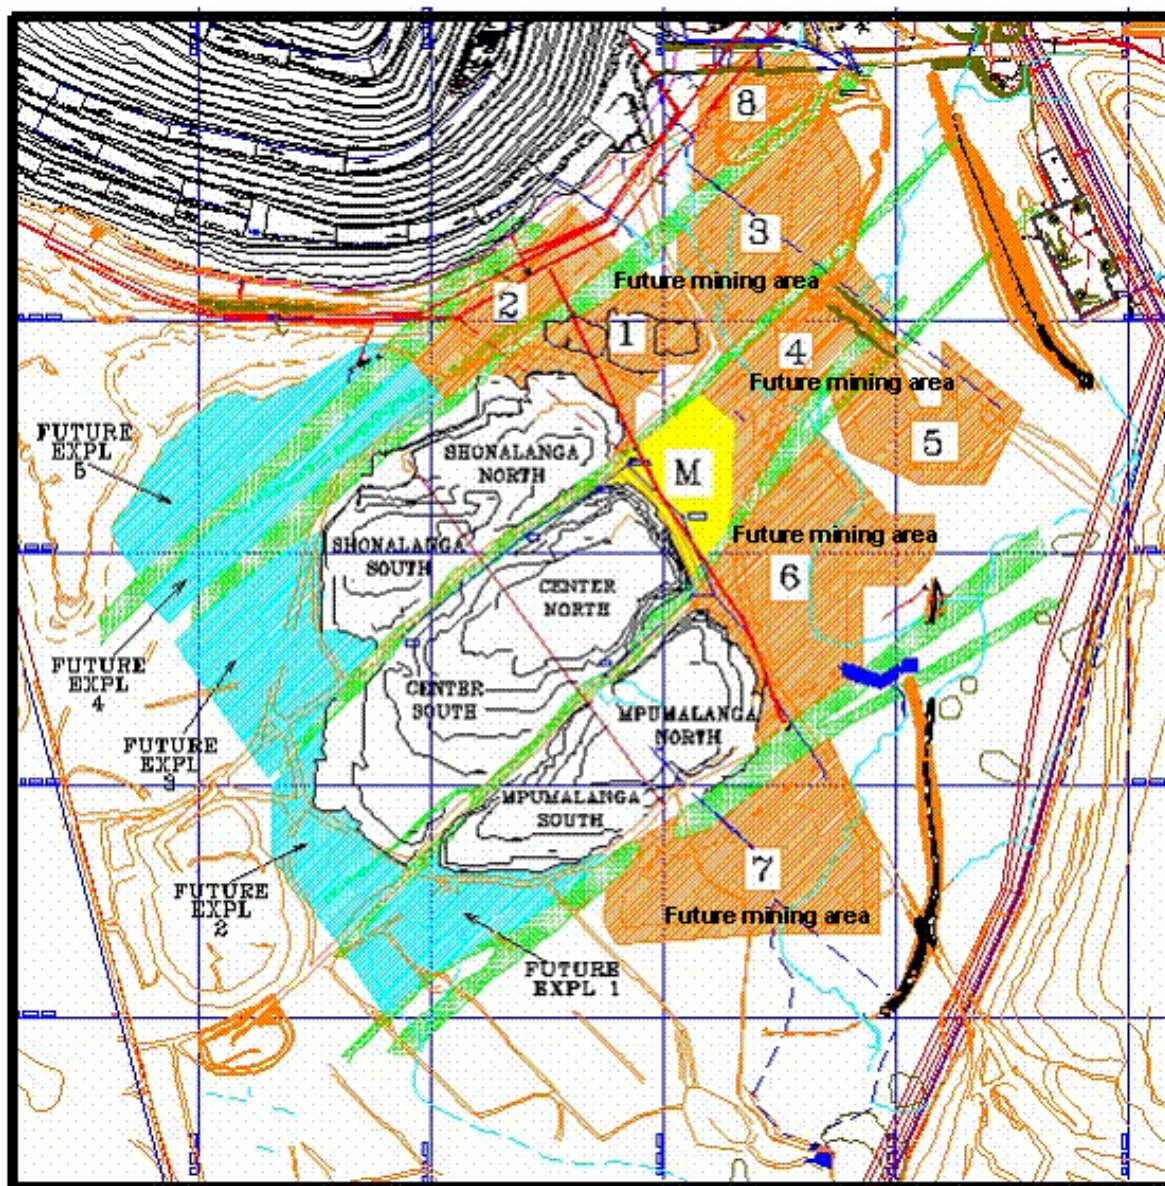 8
3
Future mining area
2
1
4
Future mining area
FUTURE
EXPL
5
5
SHONALANGA
NORTH
M
Future mining area
SHONALANGA
SOUTH
CENTER
NORTH
6
FUTURE
EXPL
4
CENTER
SOUTH
MPUMALANGA
NORTH
FUTURE
EXPL
3
MPUMALANGA
SOUTH
7
FUTURE
EXPL
2
Future mining area
FUTURE
EXPL 1